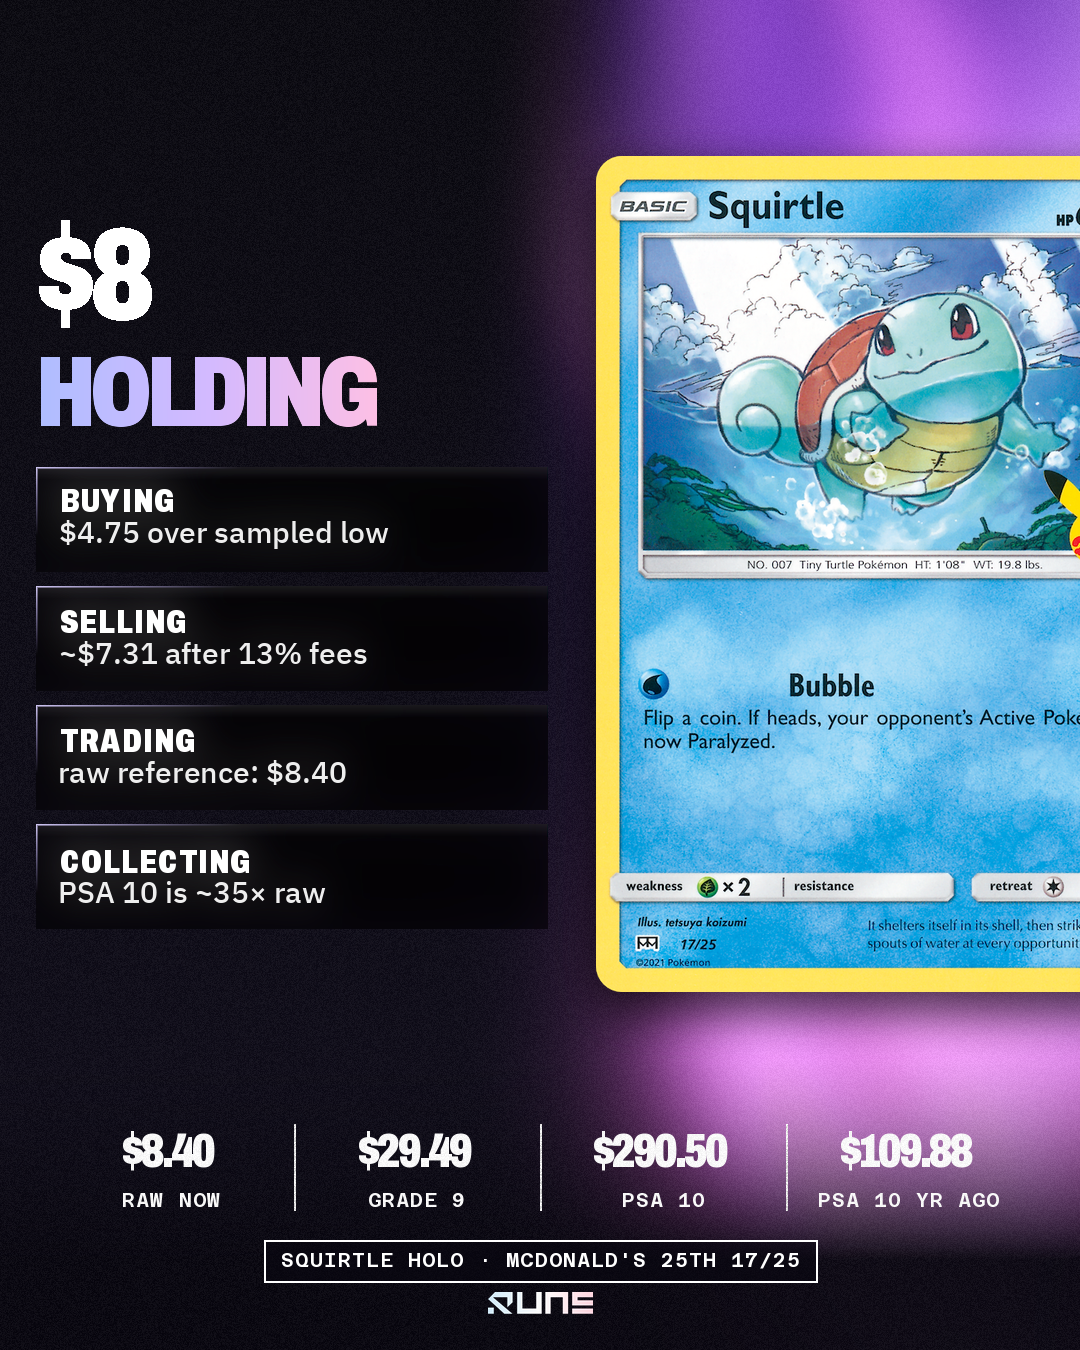 $8
HOLDING
BUYING
$4.75 over sampled low
SELLING
~$7.31 after 13% fees
TRADING
raw reference: $8.40
COLLECTING
PSA 10 is ~35× raw
BASIC Squirtle HP
NO. 007 Tiny Turtle Pokémon HT: 1'08" WT: 19.8 lbs.
Bubble
Flip a coin. If heads, your opponent's Active
now Paralyzed.
weakness ×2 resistance retreat
Illus. tetsuya koizumi
17/25
©2021 Pokémon
It shelters itself in its shell, then
spouts of water at every
$8.40 $29.49 $290.50 $109.88
RAW NOW GRADE 9 PSA 10 PSA 10 YR AGO
SQUIRTLE HOLO · MCDONALD'S 25TH 17/25
RUNE